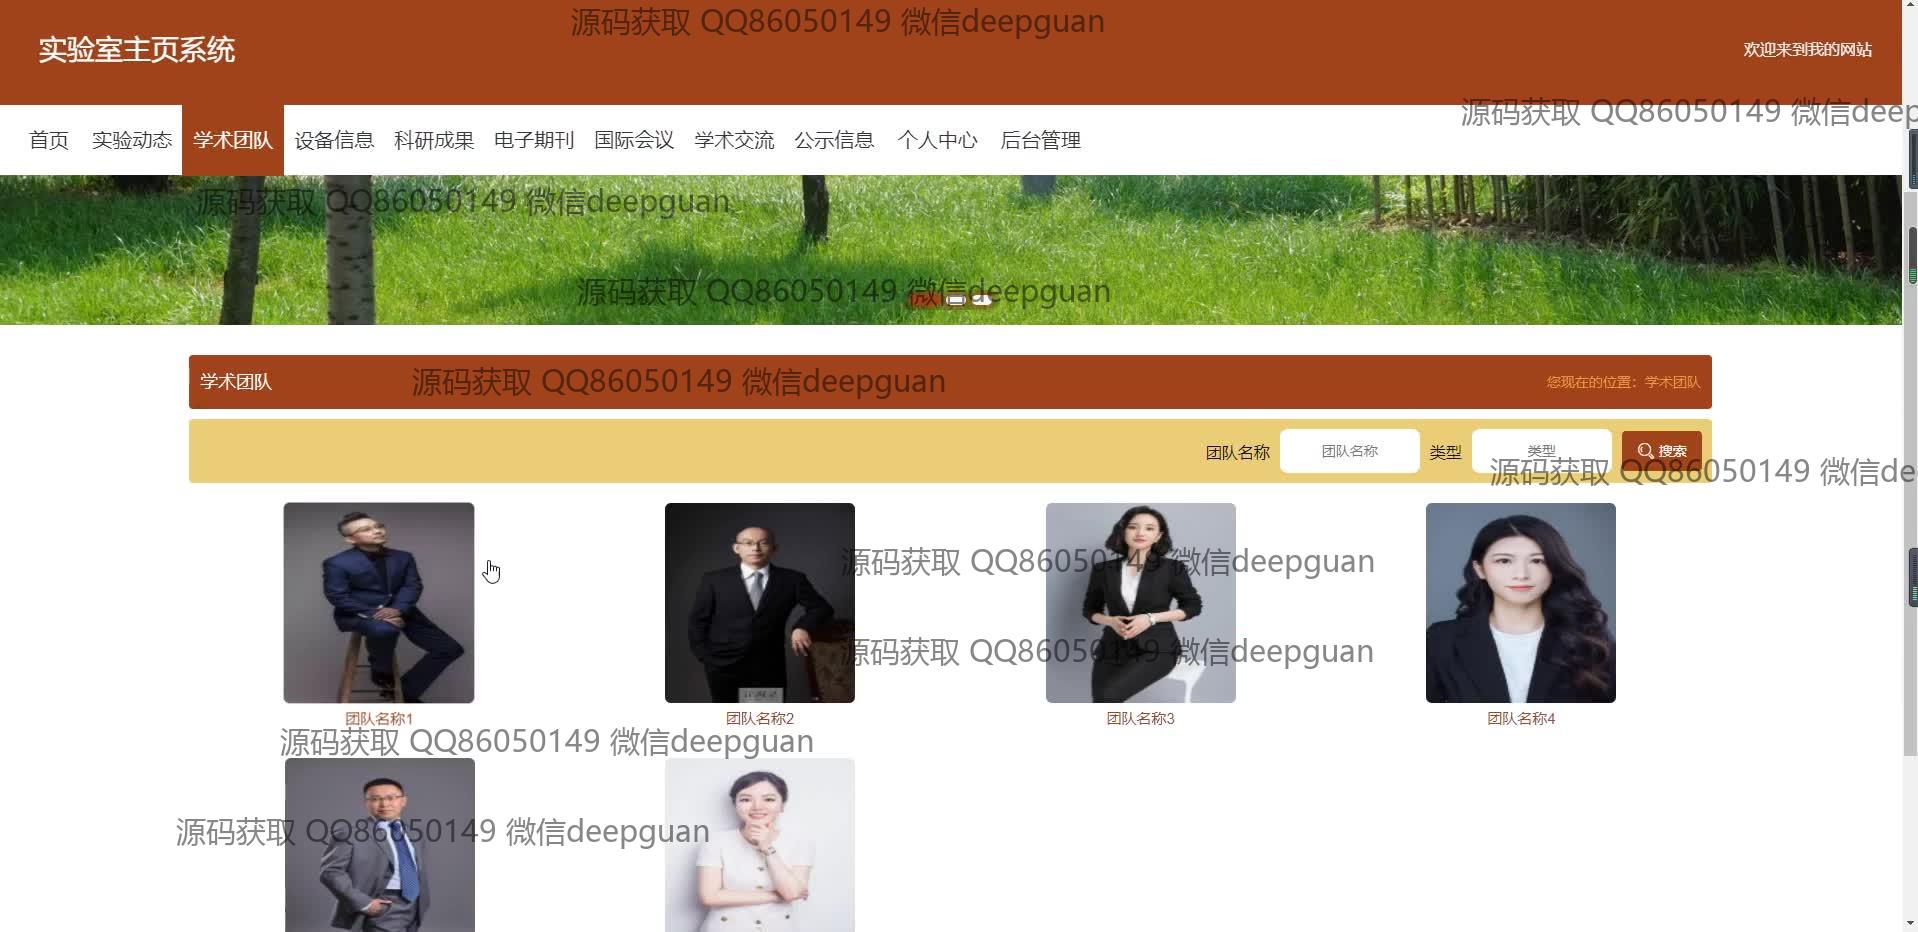 源码获取 QQ86050149 微信deepguan
实验室主页系统
欢迎来到我的网站
源码获取 QQ86050149 微信deep
首页 实验动态 学术团队 设备信息 科研成果 电子期刊 国际会议 学术交流 公示信息 个人中心 后台管理
源码获取 QQ86050149 微信deepguan
源码获取 QQ86050149 微信deepguan
学术团队
源码获取 QQ86050149 微信deepguan
您现在的位置：学术团队
团队名称 团队名称 类型 类型 搜索
源码获取 QQ86050149 微信de
源码获取 QQ86050149 微信deepguan
源码获取 QQ86050149 微信deepguan
团队名称1 团队名称2 团队名称3 团队名称4
源码获取 QQ86050149 微信deepguan
源码获取 QQ86050149 微信deepguan